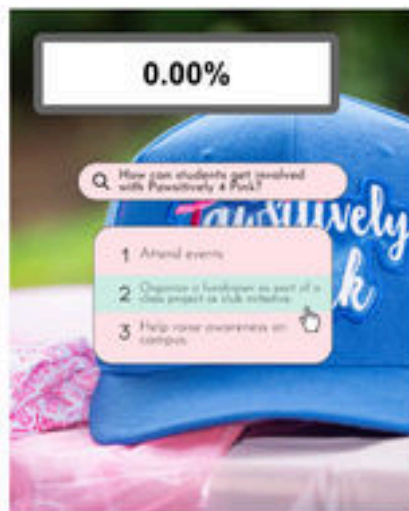 0.00%
How can students get involved
with Pawsitively 4 Pink?
Pawsitively
1 Attend events
2 Organize a fundraiser as part of a
class project or club initiative.
3 Help raise awareness on
campus.